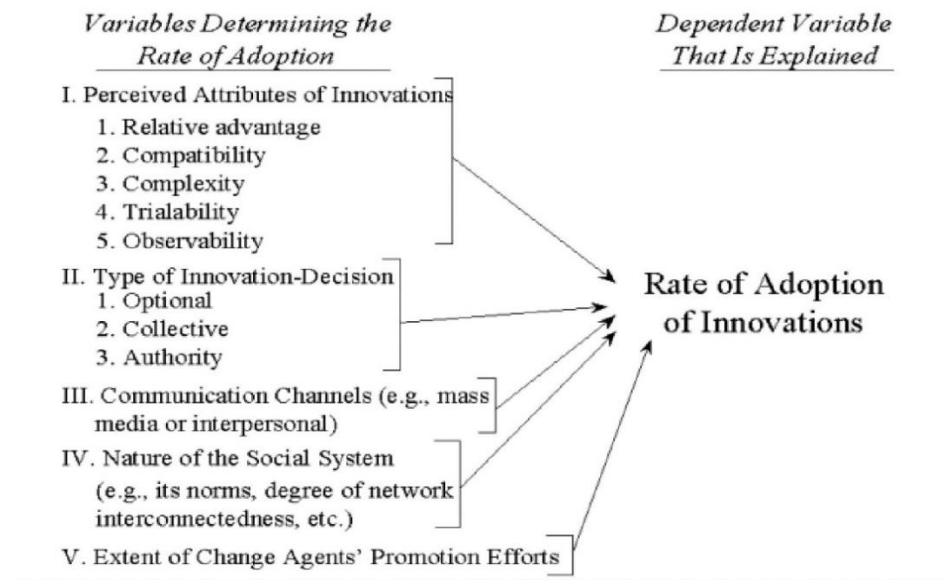 Variables Determining the
Rate of Adoption
Dependent Variable
That Is Explained
I. Perceived Attributes of Innovations
1. Relative advantage
2. Compatibility
3. Complexity
4. Trialability
5. Observability
II. Type of Innovation-Decision
1. Optional
2. Collective
3. Authority
III. Communication Channels (e.g., mass
media or interpersonal)
IV. Nature of the Social System
(e.g., its norms, degree of network
interconnectedness, etc.)
V. Extent of Change Agents' Promotion Efforts
Rate of Adoption
of Innovations